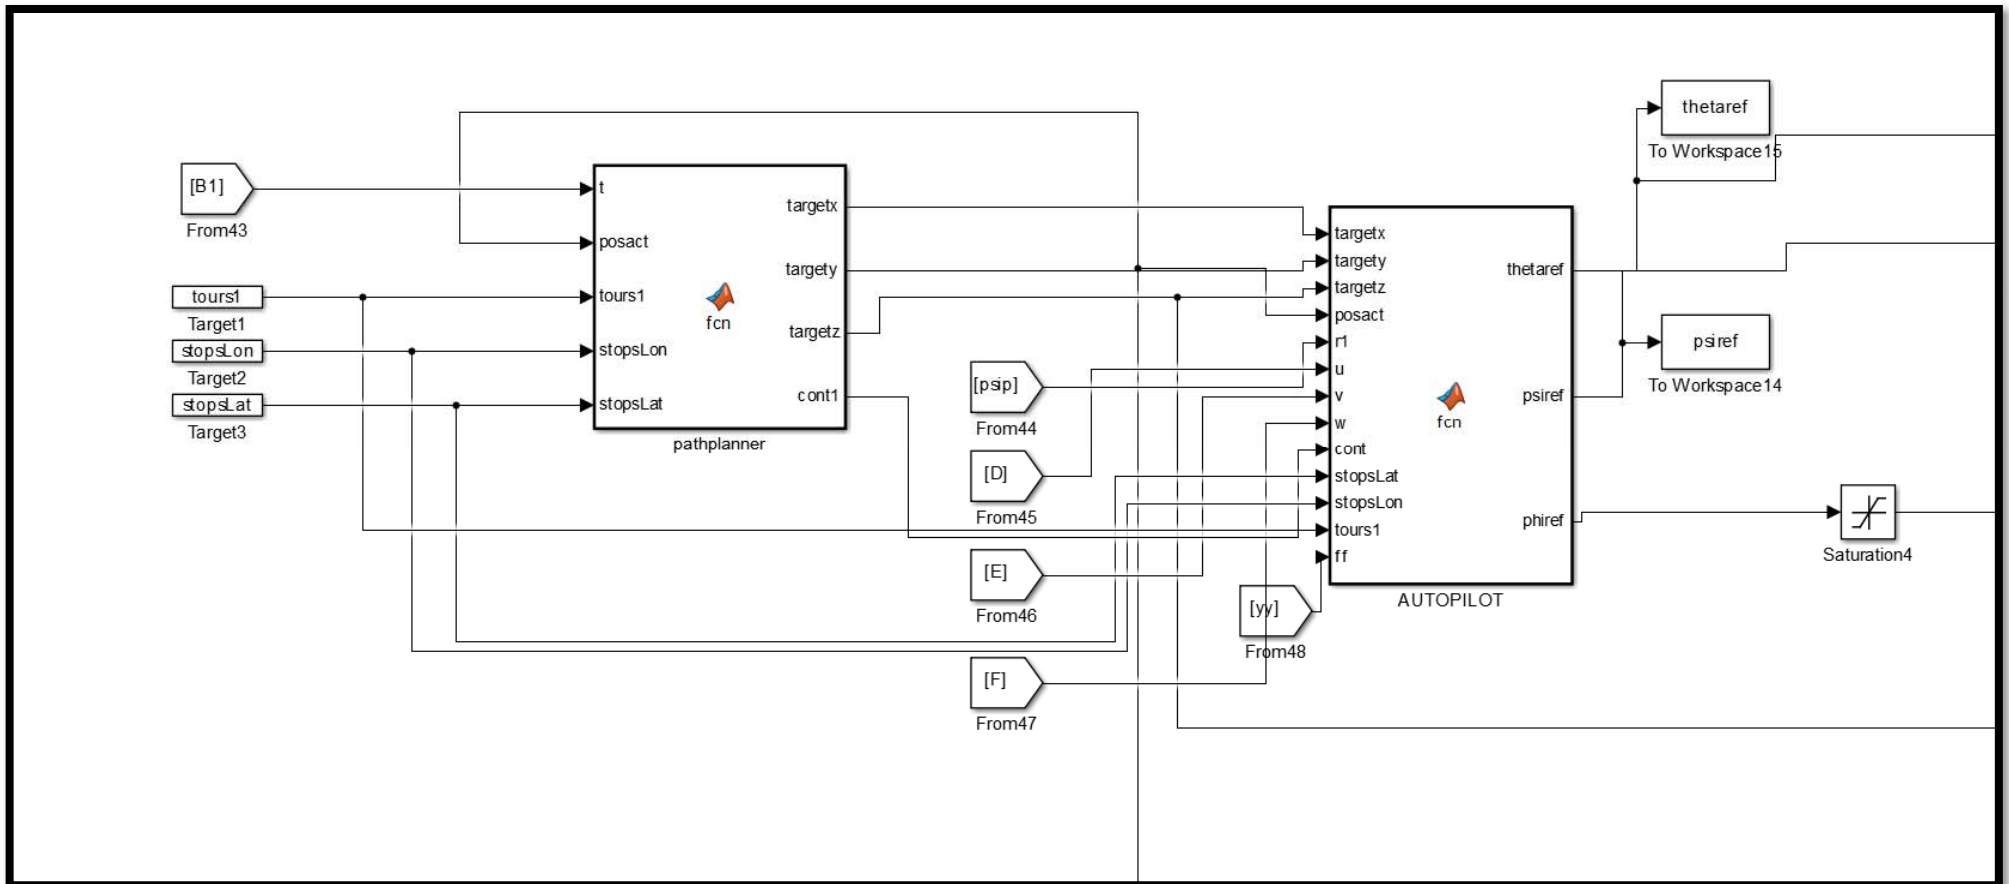 [B1]
From43
tours1
Target1
stopsLon
Target2
stopsLat
Target3
t
posact
tours1
stopsLon
stopsLat
targetx
targety
targetz
cont1
fcn
pathplanner
[psip]
From44
[D]
From45
[E]
From46
[F]
From47
[yy]
From48
targetx
targety
targetz
posact
r1
u
v
w
cont
stopsLat
stopsLon
tours1
ff
fcn
thetaref
psiref
phiref
AUTOPILOT
thetaref
To Workspace15
psiref
To Workspace14
Saturation4